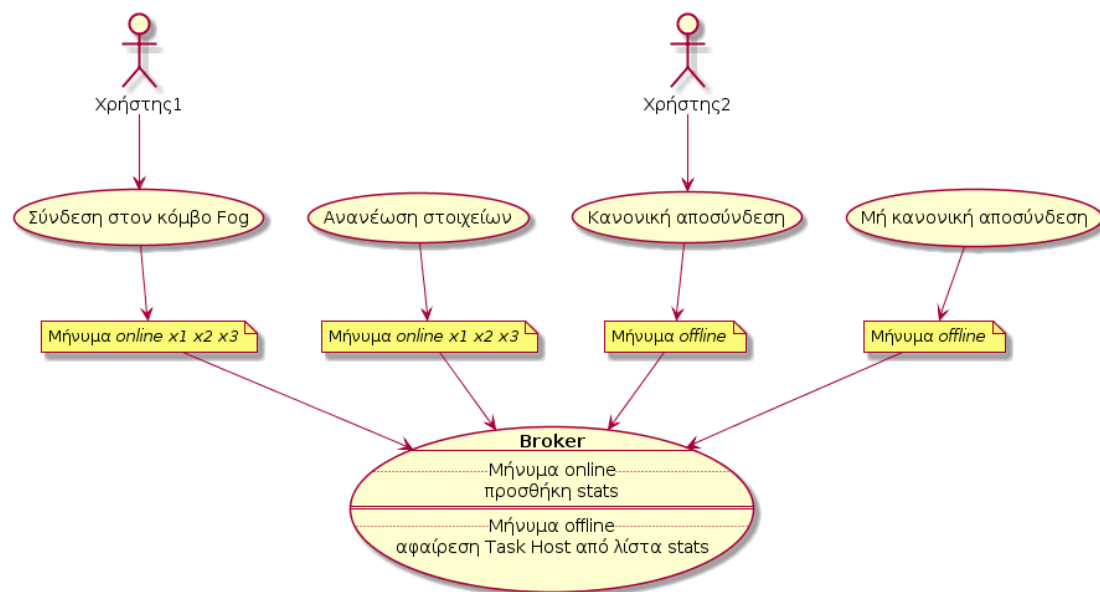 Χρήστης1
Χρήστης2
Σύνδεση στον κόμβο Fog
Ανανέωση στοιχείων
Κανονική αποσύνδεση
Μή κανονική αποσύνδεση
Μήνυμα online x1 x2 x3
Μήνυμα online x1 x2 x3
Μήνυμα offline
Μήνυμα offline
Broker
Μήνυμα online
προσθήκη stats
Μήνυμα offline
αφαίρεση Task Host από λίστα stats